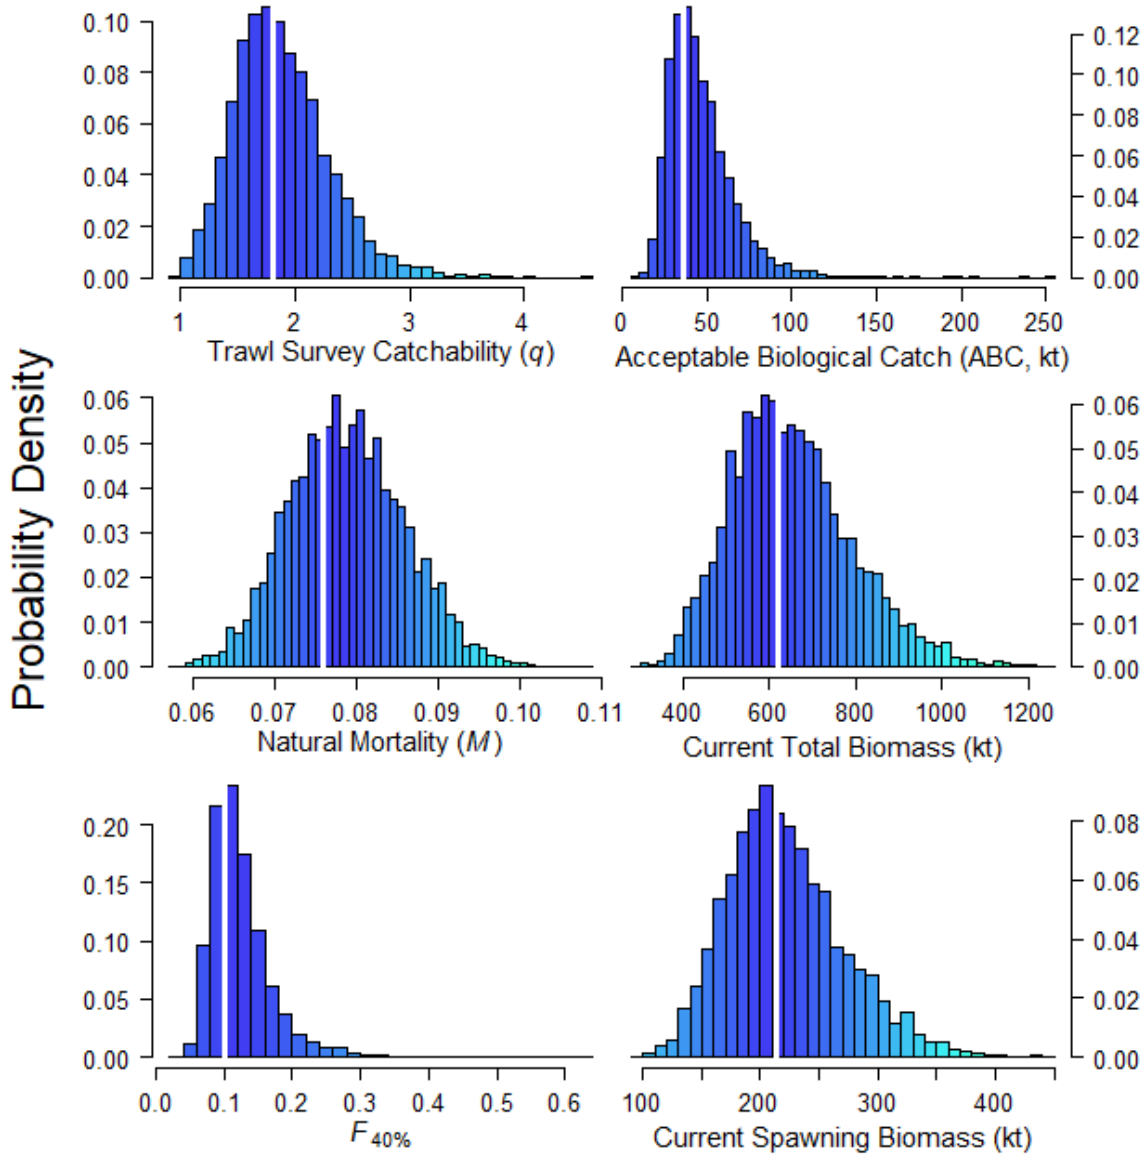 Probability Density
0.10
0.08
0.06
0.04
0.02
0.00
1 2 3 4
Trawl Survey Catchability (q)
0.12
0.10
0.08
0.06
0.04
0.02
0.00
0 50 100 150 200 250
Acceptable Biological Catch (ABC, kt)
0.06
0.05
0.04
0.03
0.02
0.01
0.00
0.06 0.07 0.08 0.09 0.10 0.11
Natural Mortality (M)
0.06
0.05
0.04
0.03
0.02
0.01
0.00
400 600 800 1000 1200
Current Total Biomass (kt)
0.20
0.15
0.10
0.05
0.00
0.0 0.1 0.2 0.3 0.4 0.5 0.6
F40%
0.08
0.06
0.04
0.02
0.00
100 200 300 400
Current Spawning Biomass (kt)